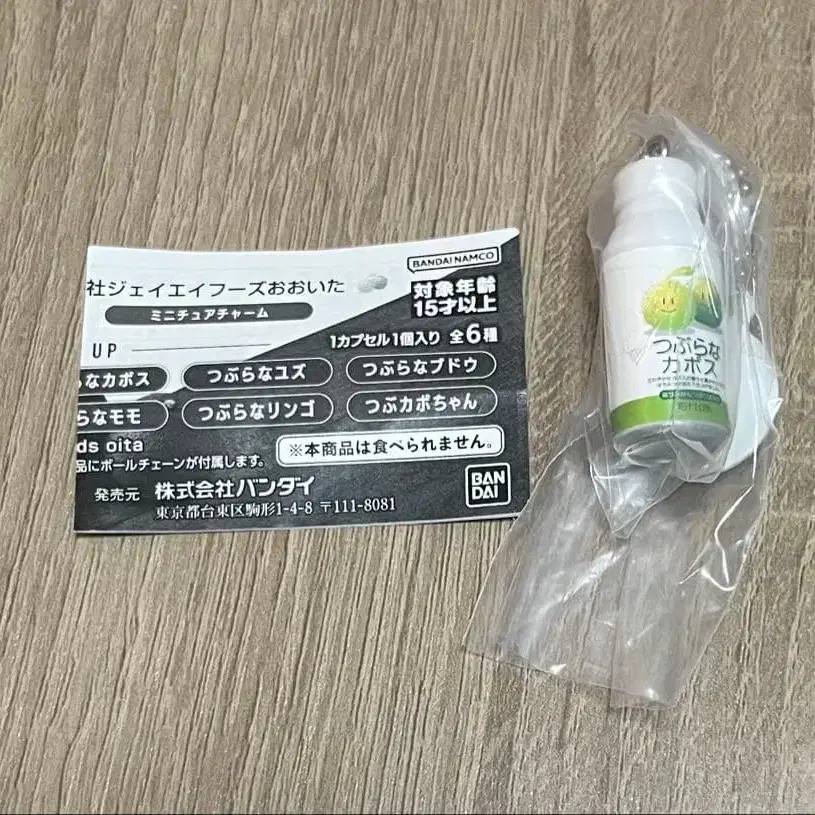 BANDAI NAMCO
社ジェイエイフーズおおいた
ミニチュアチャーム
対象年齢
15才以上
UP
1カプセル1個入り 全6種
なカボス
つぶらなユズ
つぶらなブドウ
らなモモ
つぶらなリンゴ
つぶカボちゃん
ds oita
品にボールチェーンが付属します。
※本商品は食べられません。
発売元 株式会社バンダイ
東京都台東区駒形1-4-8 〒111-8081
BAN
DAI
つぶらな
カボス